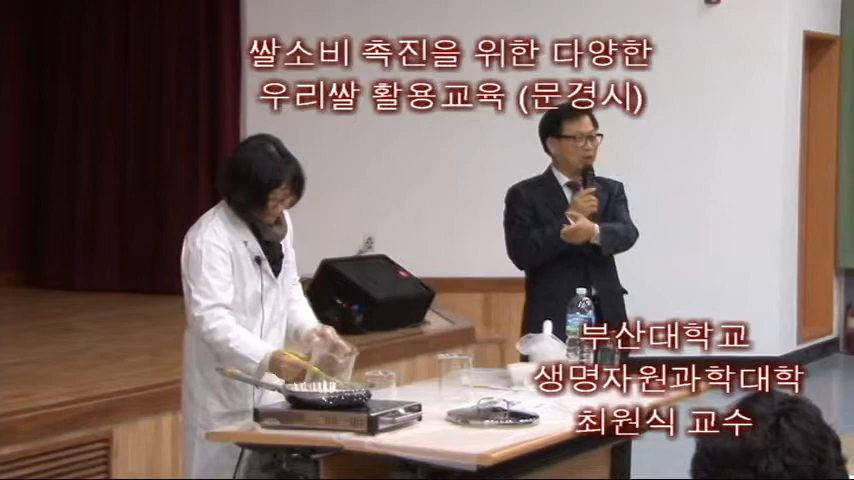 쌀소비 촉진을 위한 다양한
우리쌀 활용교육 (문경시)
부산대학교
생명자원과학대학
최원식 교수